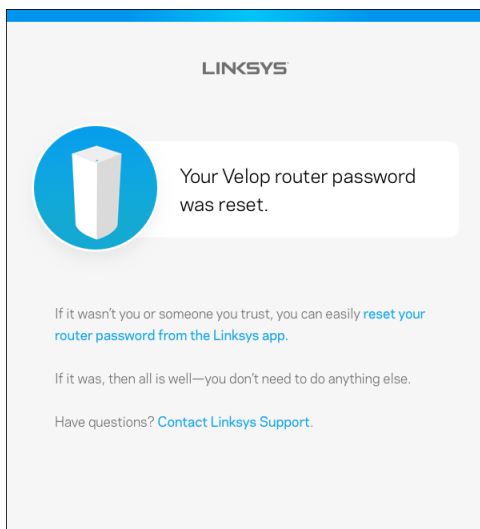 LINKSYS
Your Velop router password
was reset.
If it wasn't you or someone you trust, you can easily reset your
router password from the Linksys app.
If it was, then all is well—you don't need to do anything else.
Have questions? Contact Linksys Support.